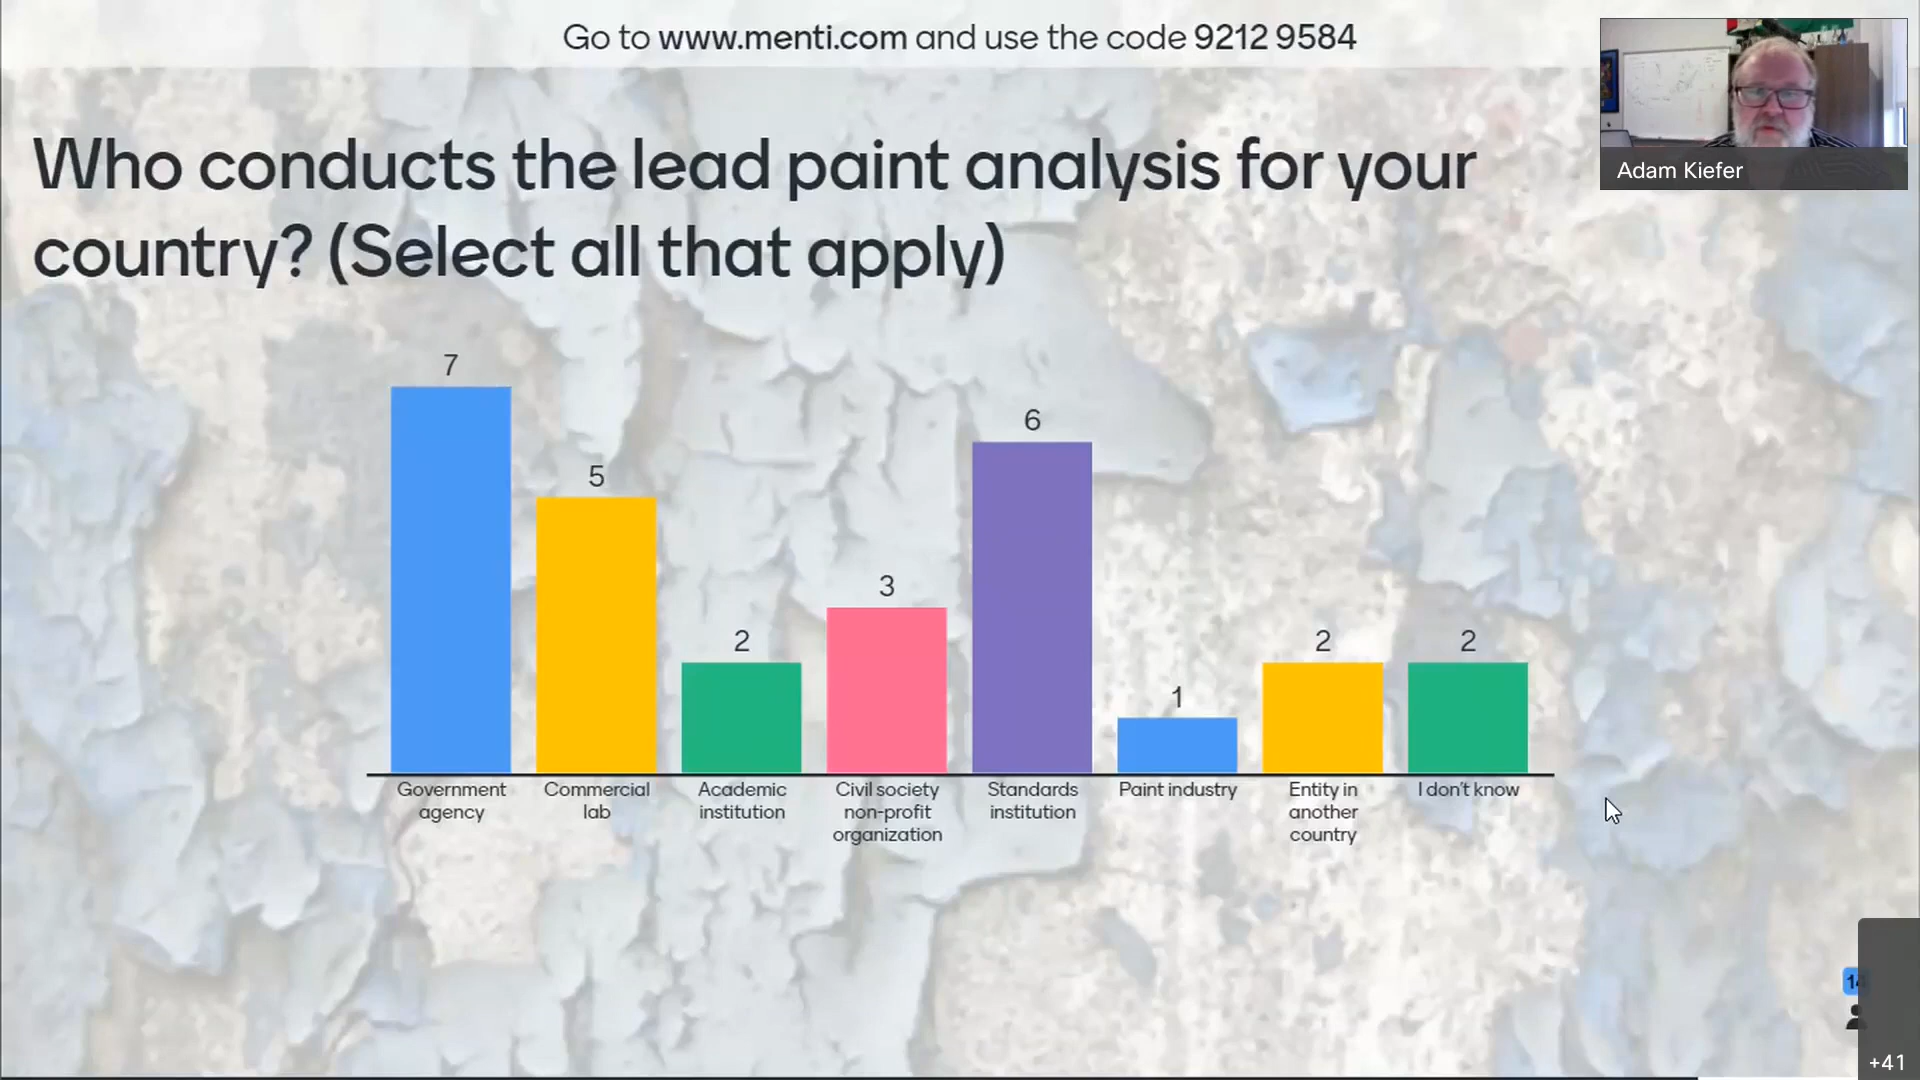 Go to www.menti.com and use the code 9212 9584
Adam Kiefer
Who conducts the lead paint analysis for your
country? (Select all that apply)
7
5
2
3
6
1
2
2
Government
agency
Commercial
lab
Academic
institution
Civil society
non-profit
organization
Standards
institution
Paint industry
Entity in
another
country
I don't know
+41